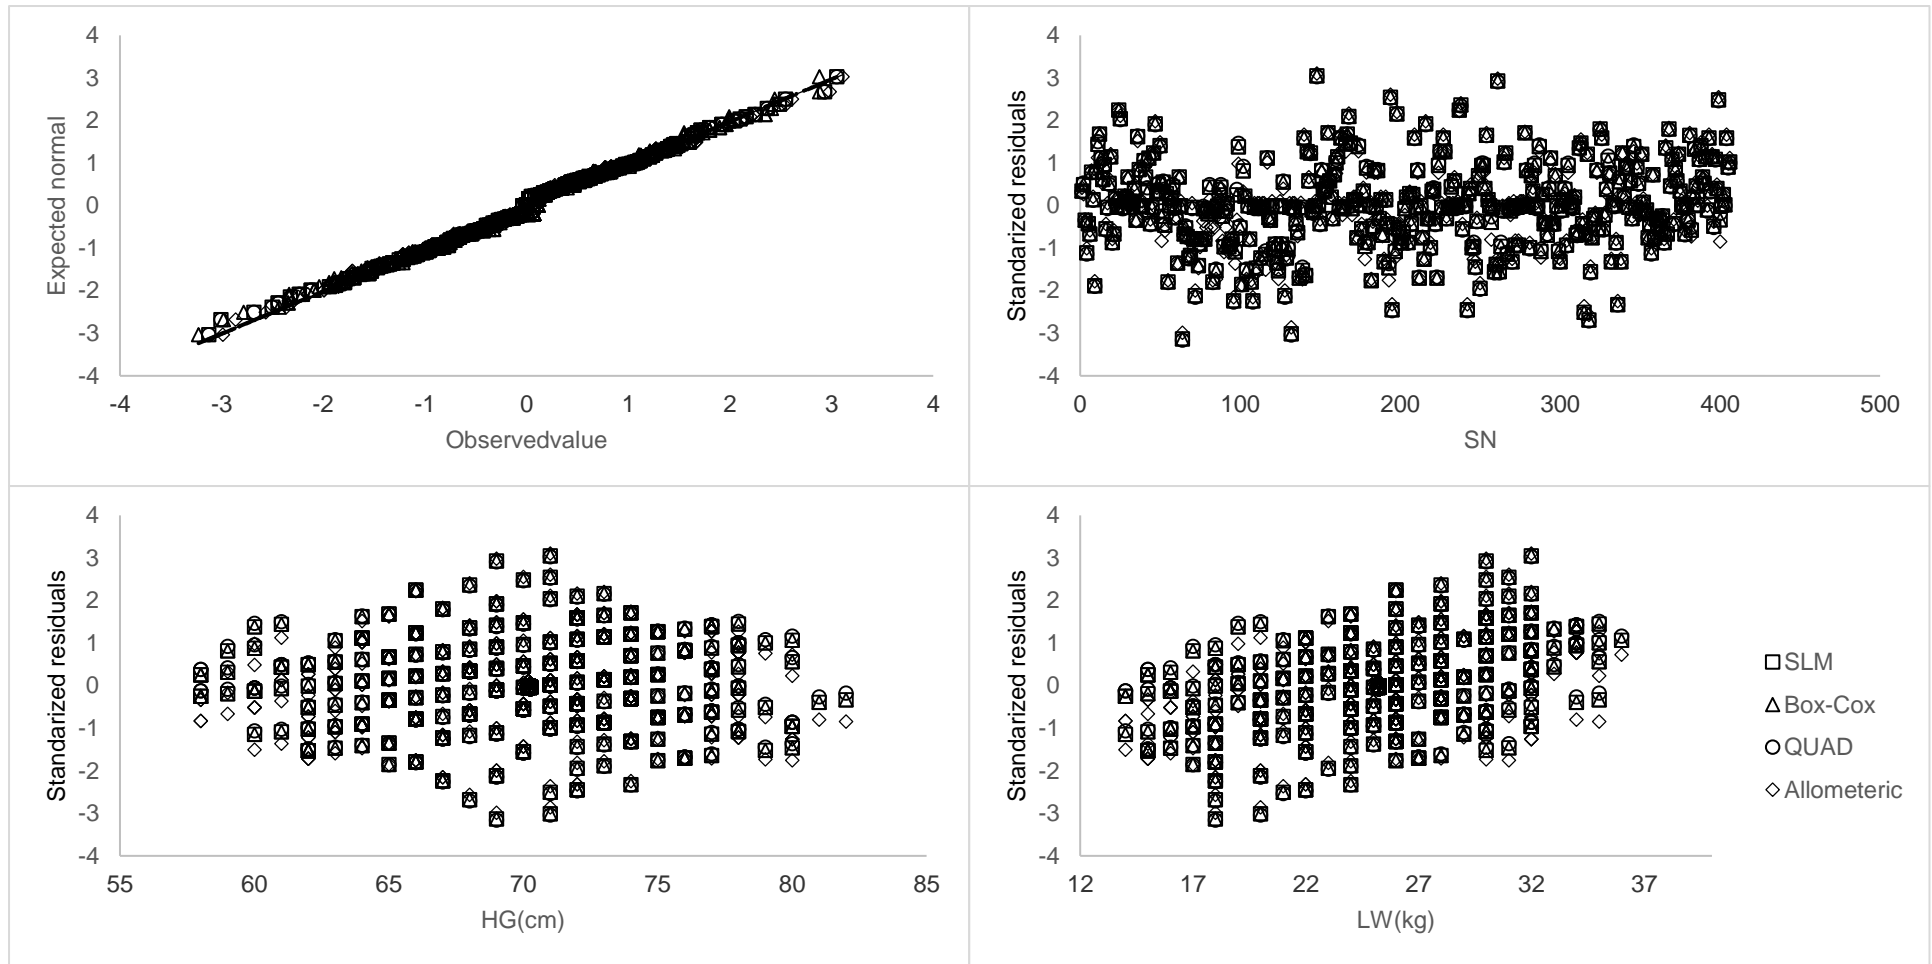 4
3
2
1
0
-1
-2
-3
-4
Expected normal
-4 -3 -2 -1 0 1 2 3 4
Observedvalue
4
3
2
1
0
-1
-2
-3
-4
Standarized residuals
0 100 200 300 400 500
SN
4
3
2
1
0
-1
-2
-3
-4
Standarized residuals
55 60 65 70 75 80 85
HG(cm)
4
3
2
1
0
-1
-2
-3
-4
Standarized residuals
12 17 22 27 32 37
LW(kg)
SLM
Box-Cox
QUAD
Allometeric